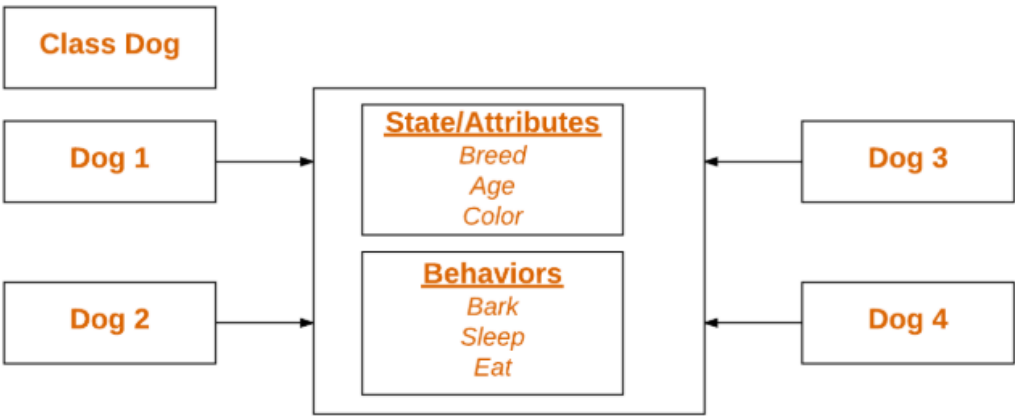 Class Dog
Dog 1
Dog 2
State/Attributes
Breed
Age
Color
Behaviors
Bark
Sleep
Eat
Dog 3
Dog 4